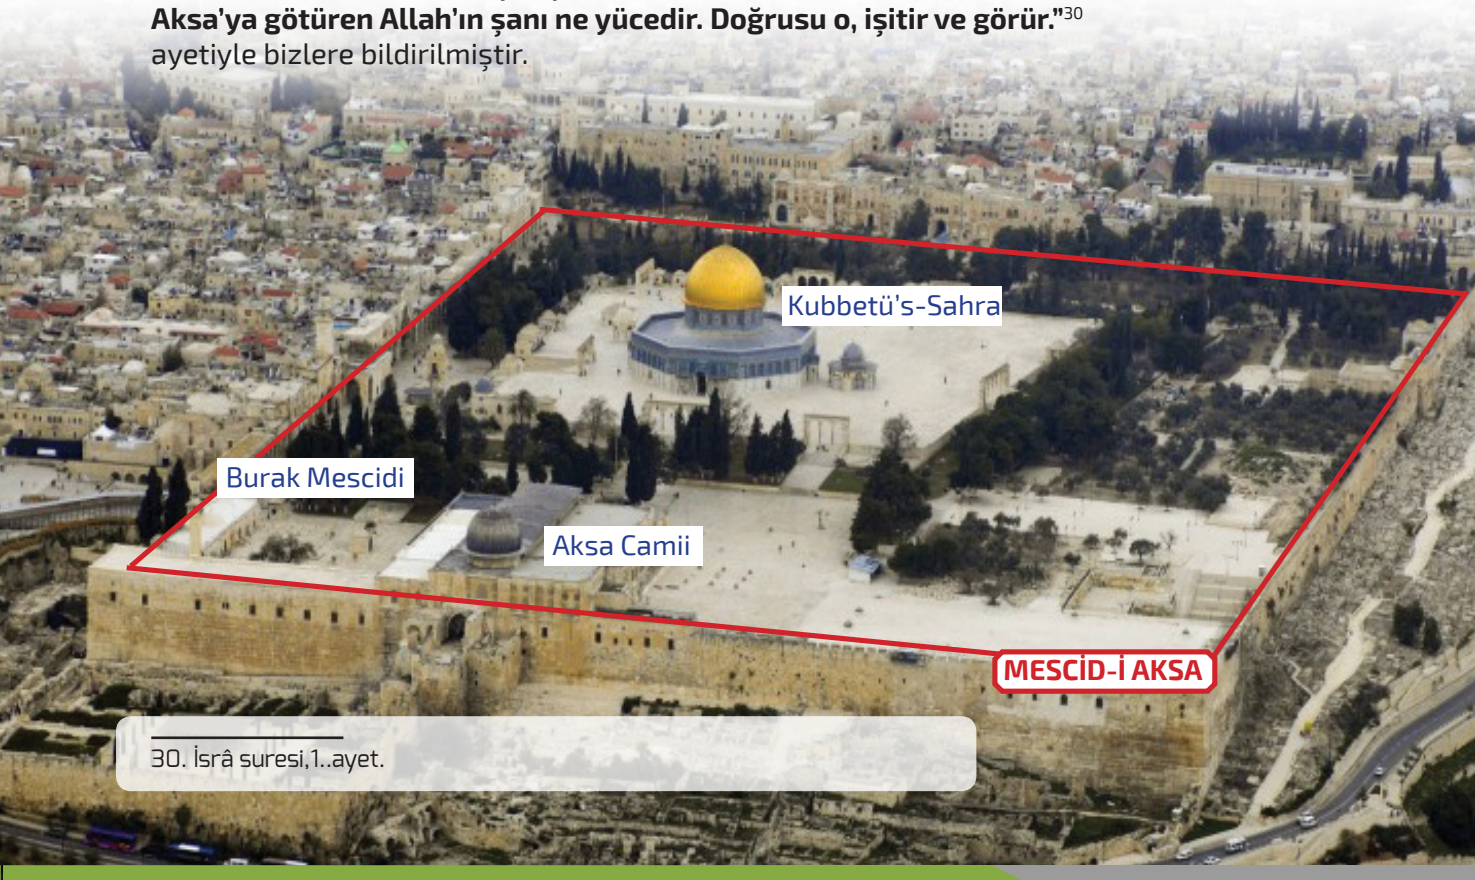 Aksa’ya götüren Allah’ın şanı ne yücedir. Doğrusu o, işitir ve görür.”30
ayetiyle bizlere bildirilmiştir.
Kubbetü’s-Sahra
Burak Mescidi
Aksa Camii
MESCİD-İ AKSA
30. İsrâ suresi,1..ayet.